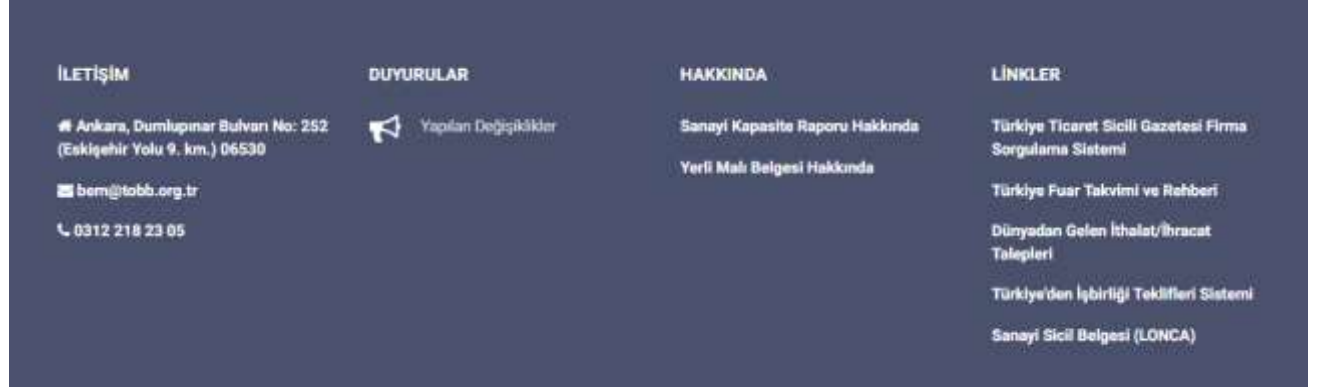 İLETİŞİM
Ankara, Dumlupınar Bulvarı No: 252
(Eskişehir Yolu 9. km.) 06530
bem@tobb.org.tr
0312 218 23 05
DUYURULAR
Yapılan Değişiklikler
HAKKINDA
Sanayi Kapasite Raporu Hakkında
Yerli Malı Belgesi Hakkında
LİNKLER
Türkiye Ticaret Sicili Gazetesi Firma
Sorgulama Sistemi
Türkiye Fuar Takvimi ve Rehberi
Dünyadan Gelen İthalat/İhracat
Talepleri
Türkiye'den İşbirliği Teklifleri Sistemi
Sanayi Sicil Belgesi (LONCA)